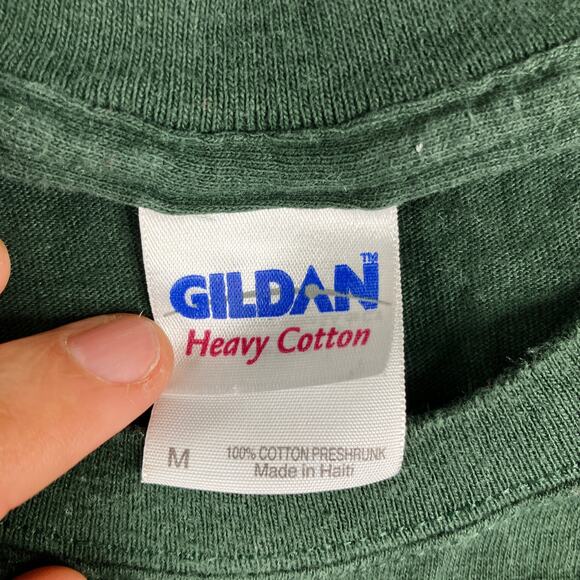 GILDAN™
Heavy Cotton
M
100% COTTON PRESHRUNK
Made in Haiti